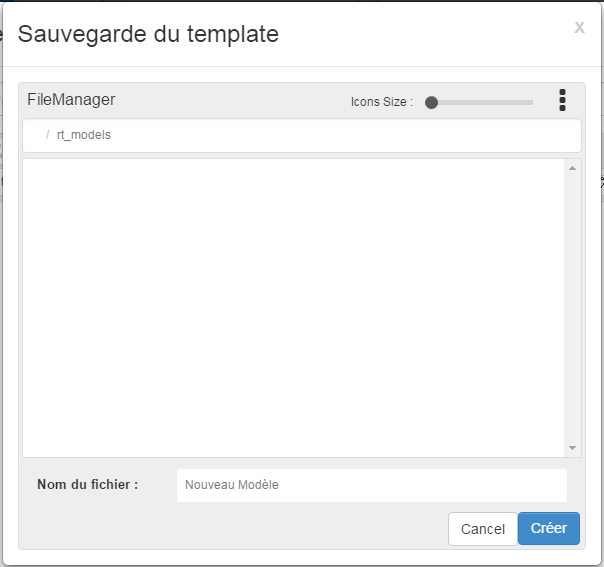 Sauvegarde du template
x
FileManager
Icons Size :
/ rt_models
Nom du fichier :
Nouveau Modèle
Cancel
Créer